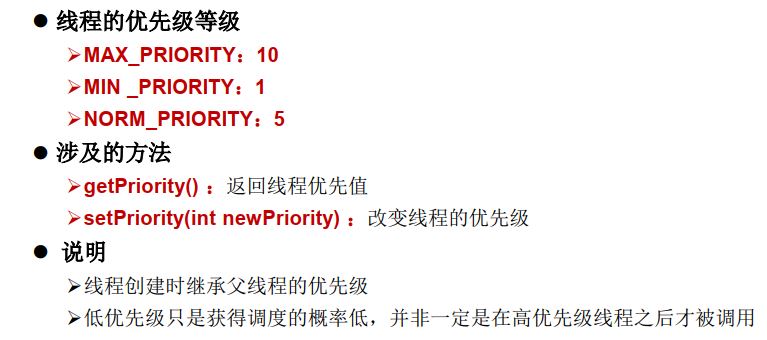 ● 线程的优先级等级
➢MAX_PRIORITY：10
➢MIN _PRIORITY：1
➢NORM_PRIORITY：5
● 涉及的方法
➢getPriority() ：返回线程优先值
➢setPriority(int newPriority) ：改变线程的优先级
● 说明
➢线程创建时继承父线程的优先级
➢低优先级只是获得调度的概率低，并非一定是在高优先级线程之后才被调用